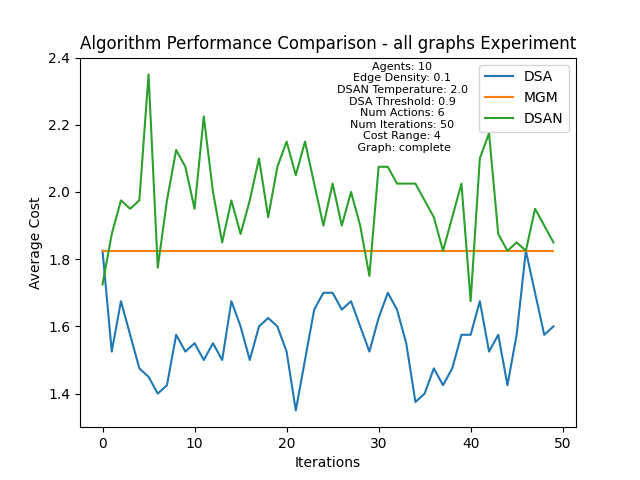 Algorithm Performance Comparison - all graphs Experiment
Agents: 10
Edge Density: 0.1
DSAN Temperature: 2.0
DSA Threshold: 0.9
Num Actions: 6
Num Iterations: 50
Cost Range: 4
Graph: complete
DSA
MGM
DSAN
2.4
2.2
2.0
1.8
1.6
1.4
Average Cost
0 10 20 30 40 50
Iterations